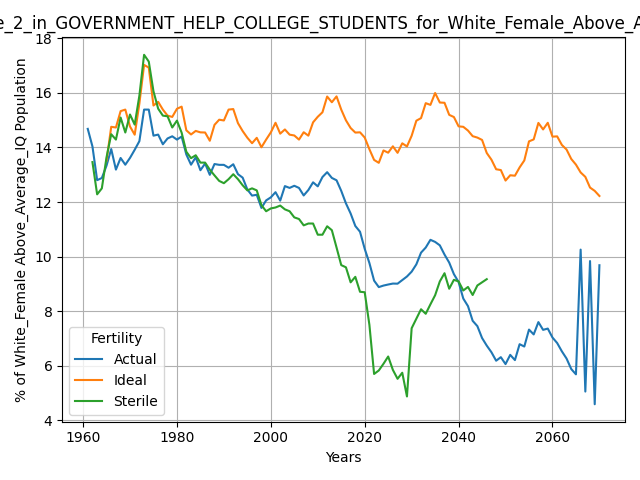 e_2_in_GOVERNMENT_HELP_COLLEGE_STUDENTS_for_White_Female_Above_A
18
16
14
12
10
8
6
4
% of White_Female Above_Average_IQ Population
Fertility
Actual
Ideal
Sterile
1960 1980 2000 2020 2040 2060
Years